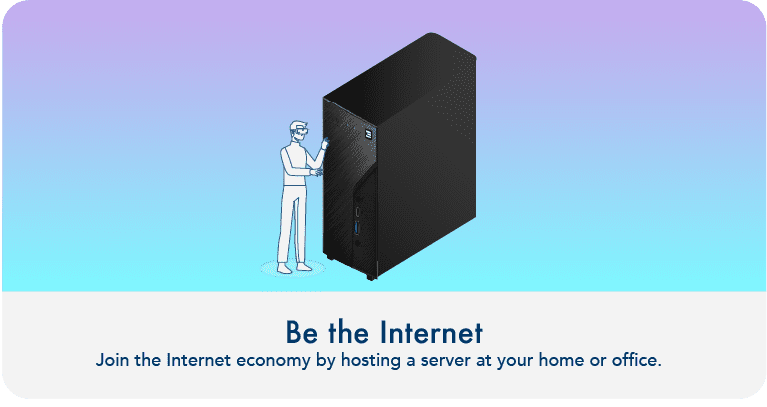 Be the Internet
Join the Internet economy by hosting a server at your home or office.